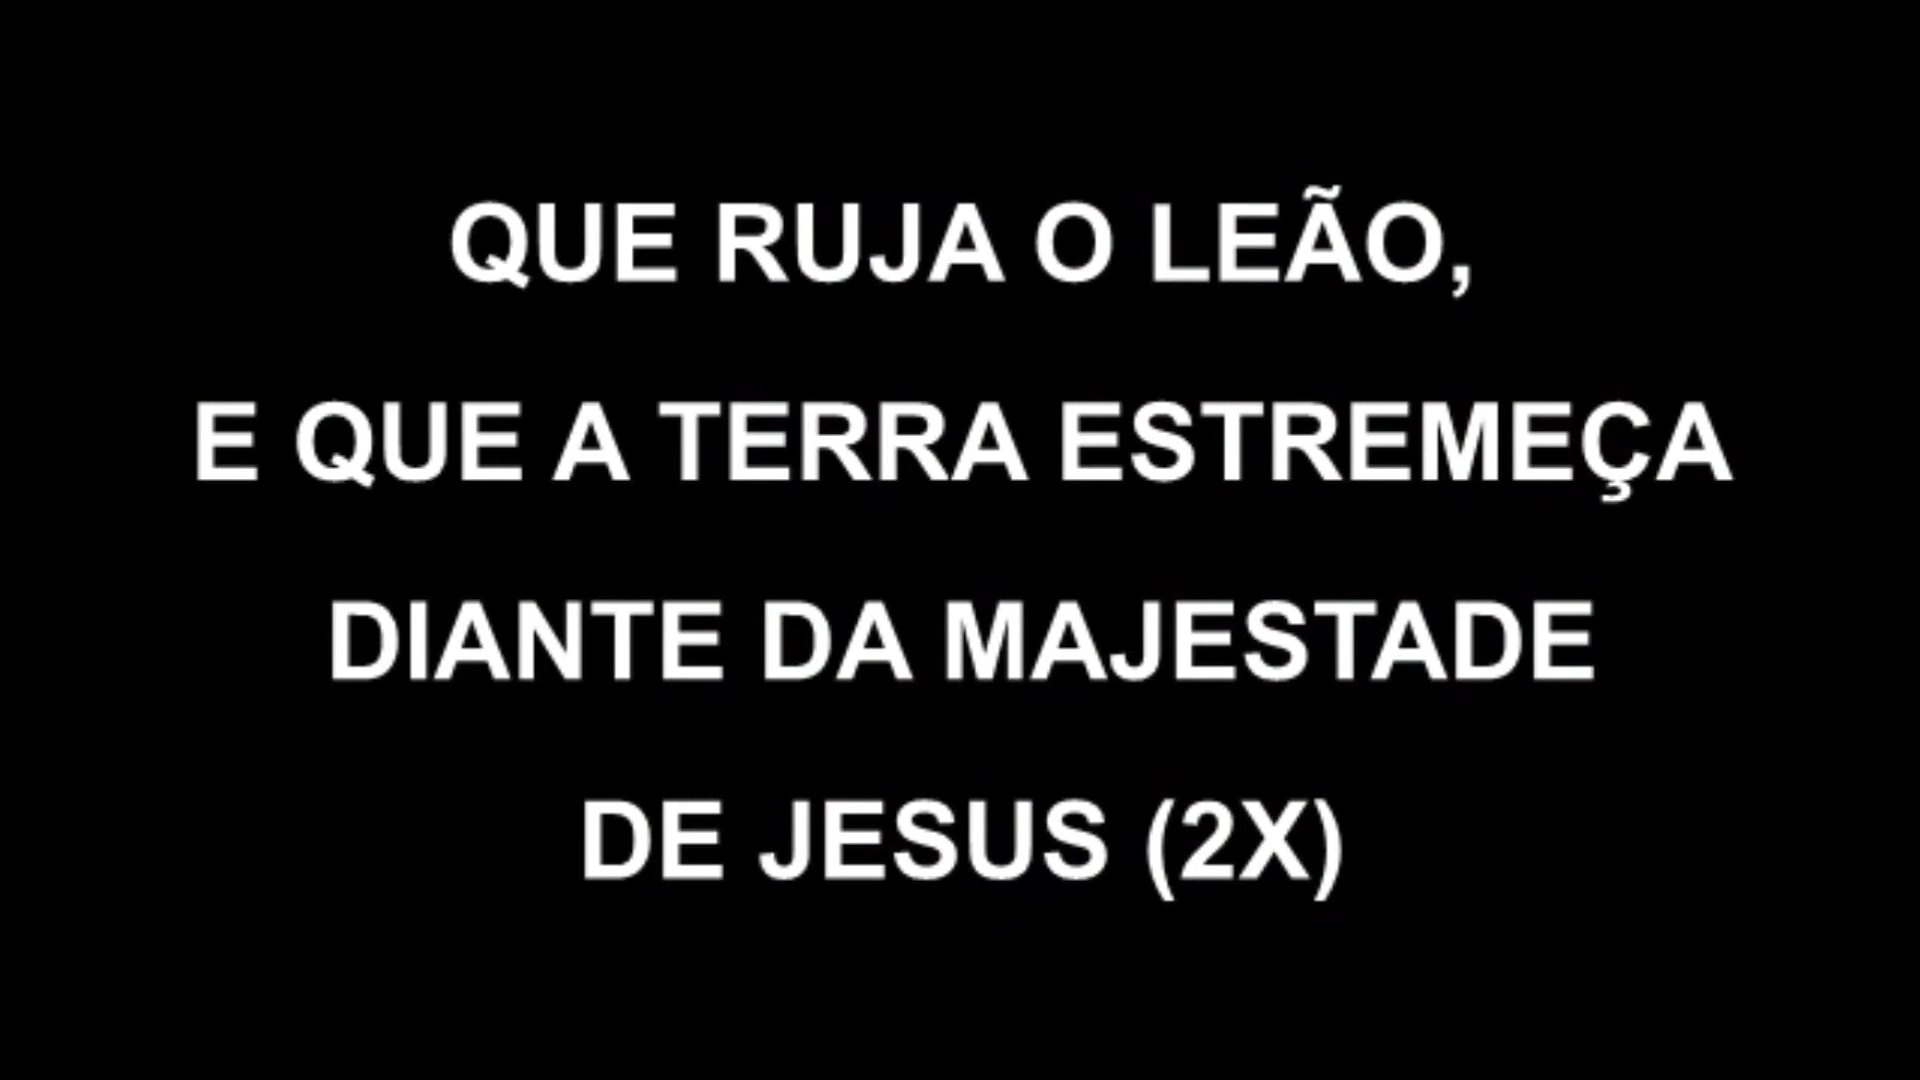 QUE RUJA O LEÃO,
E QUE A TERRA ESTREMEÇA
DIANTE DA MAJESTADE
DE JESUS (2X)